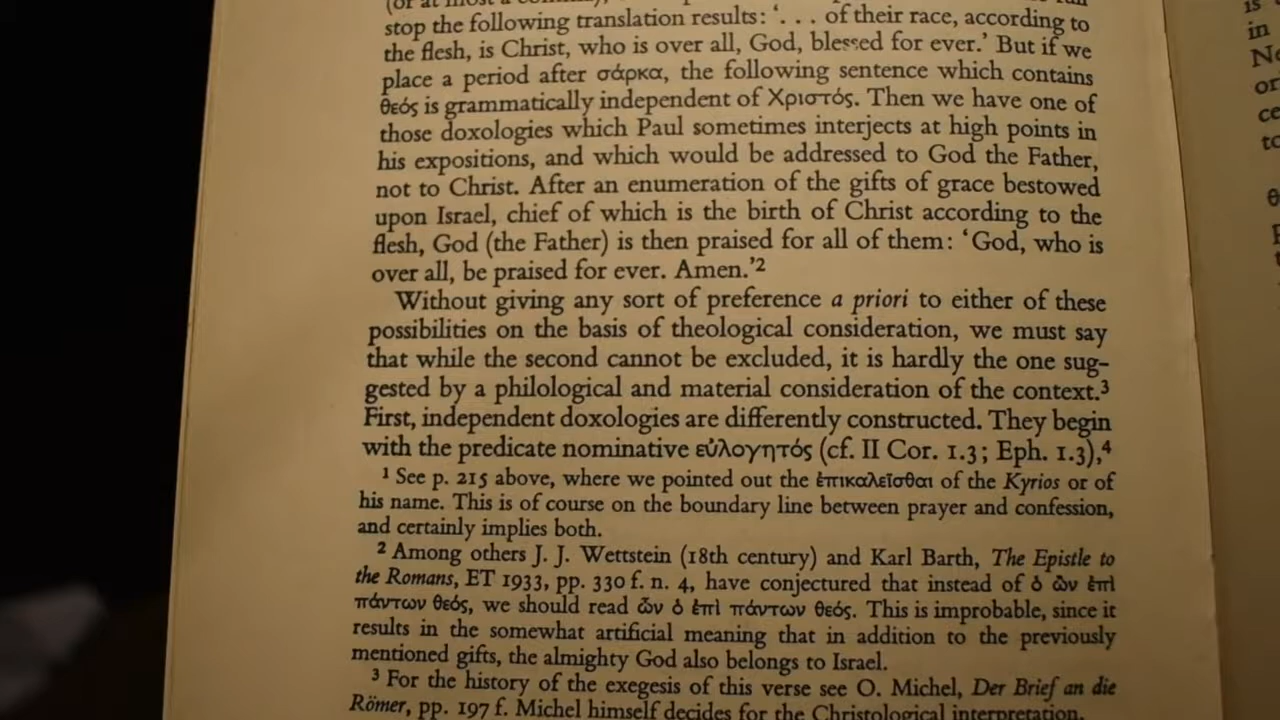 stop the following translation results: '. . . of their race, according to
the flesh, is Christ, who is over all, God, blessed for ever.' But if we
place a period after σάρκα, the following sentence which contains
θεός is grammatically independent of Χριστός. Then we have one of
those doxologies which Paul sometimes interjects at high points in
his expositions, and which would be addressed to God the Father,
not to Christ. After an enumeration of the gifts of grace bestowed
upon Israel, chief of which is the birth of Christ according to the
flesh, God (the Father) is then praised for all of them: 'God, who is
over all, be praised for ever. Amen.'2
Without giving any sort of preference a priori to either of these
possibilities on the basis of theological consideration, we must say
that while the second cannot be excluded, it is hardly the one sug-
gested by a philological and material consideration of the context.3
First, independent doxologies are differently constructed. They begin
with the predicate nominative εὐλογητός (cf. II Cor. 1.3; Eph. 1.3),4
1 See p. 215 above, where we pointed out the ἐπικαλεῖσθαι of the Kyrios or of
his name. This is of course on the boundary line between prayer and confession,
and certainly implies both.
2 Among others J. J. Wettstein (18th century) and Karl Barth, The Epistle to
the Romans, ET 1933, pp. 330 f. n. 4, have conjectured that instead of ὁ ὢν ἐπὶ
πάντων θεός, we should read ὧν ὁ ἐπὶ πάντων θεός. This is improbable, since it
results in the somewhat artificial meaning that in addition to the previously
mentioned gifts, the almighty God also belongs to Israel.
3 For the history of the exegesis of this verse see O. Michel, Der Brief an die
Römer, pp. 197 f. Michel himself decides for the Christological interpretation.
is
in